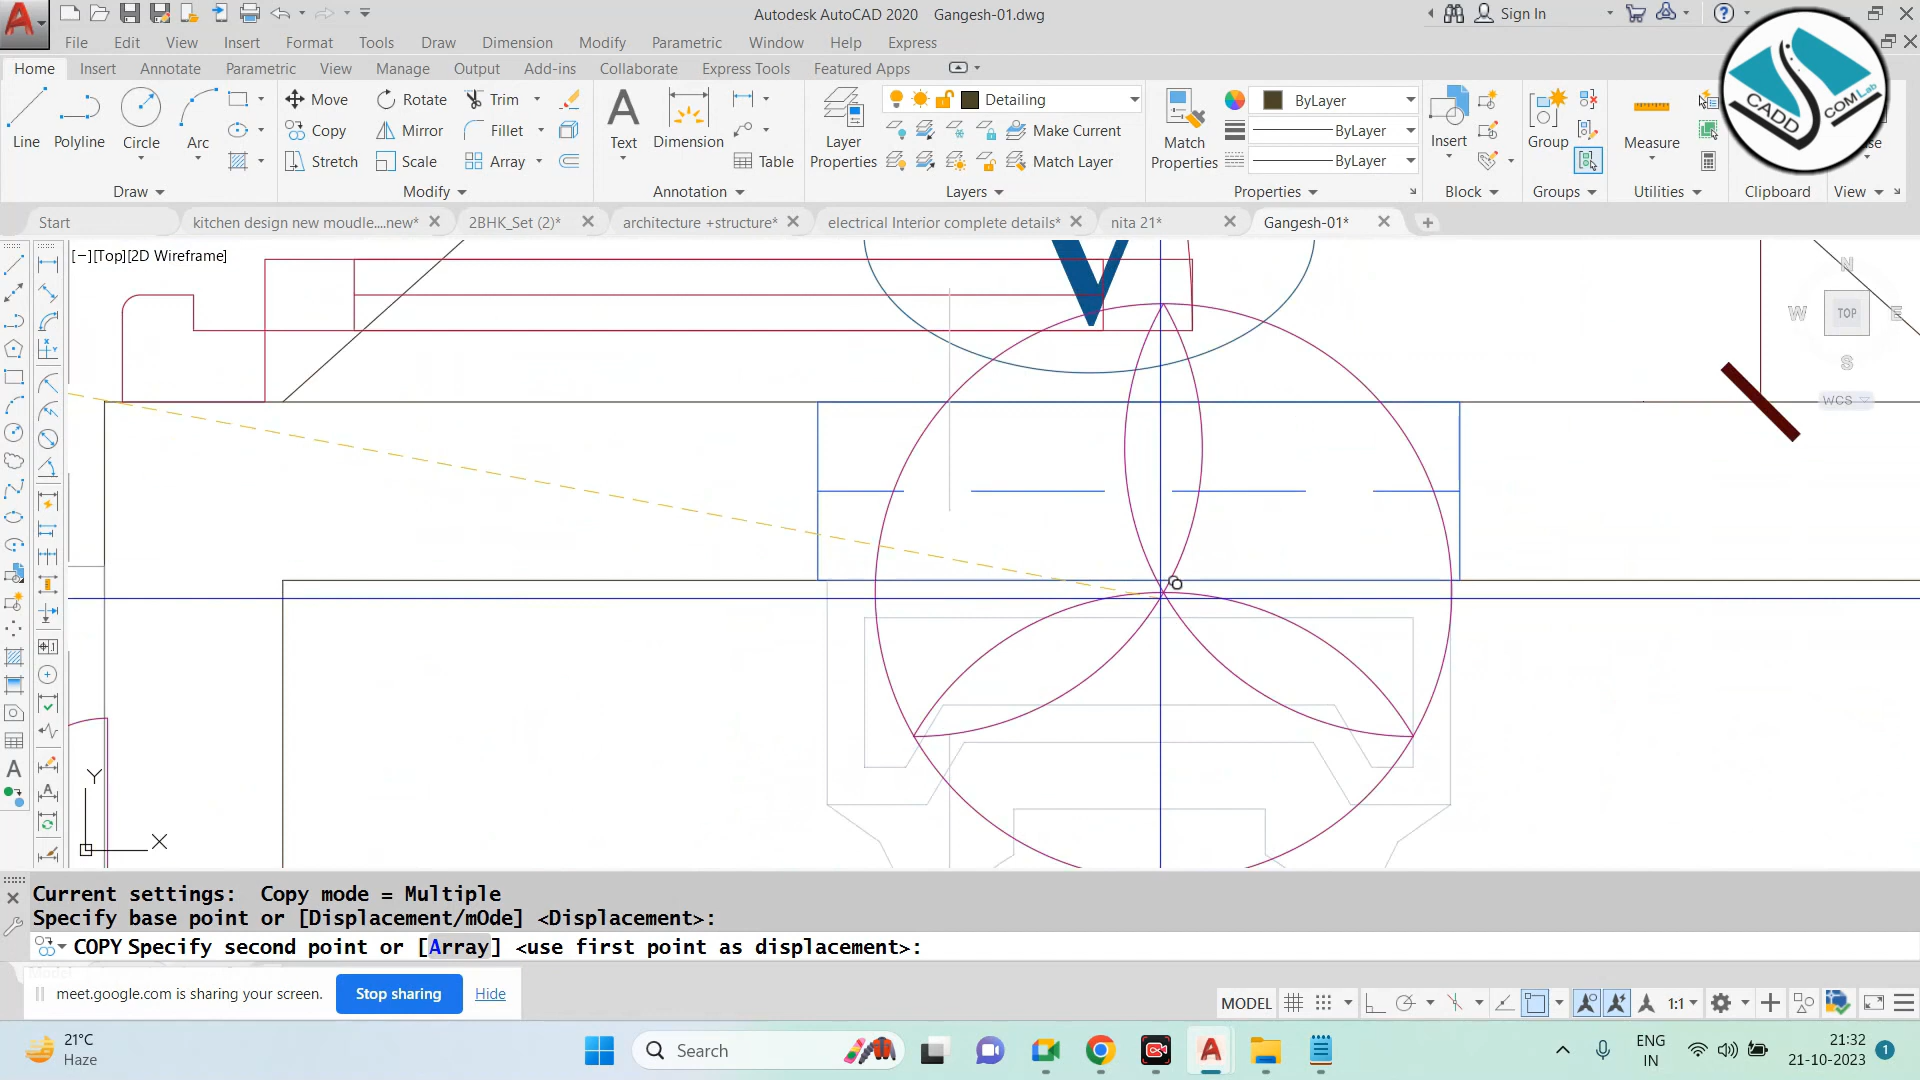 Autodesk AutoCAD 2020 Gangesh-01.dwg
Sign In
File Edit View Insert Format Tools Draw Dimension Modify Parametric Window Help Express
Home Insert Annotate Parametric View Manage Output Add-ins Collaborate Express Tools Featured Apps
Line Polyline Circle Arc
Move Rotate Trim
Copy Mirror Fillet
Stretch Scale Array
Text Dimension Table
Layer Properties
Detailing
Make Current
Match Layer
Match Properties
ByLayer
ByLayer
ByLayer
Insert Group Measure
Draw Modify Annotation Layers Properties Block Groups Utilities Clipboard View
CADD COM Lab
Start kitchen design new moudle....new* 2BHK_Set (2)* architecture +structure* electrical Interior complete details* nita 21* Gangesh-01*
[−][Top][2D Wireframe]
N
W TOP E
S
WCS
Y
X
Current settings: Copy mode = Multiple
Specify base point or [Displacement/mOde] <Displacement>:
COPY Specify second point or [Array] <use first point as displacement>:
meet.google.com is sharing your screen. Stop sharing Hide
MODEL 1:1
21°C
Haze
Search
ENG
IN
21:32
21-10-2023
1